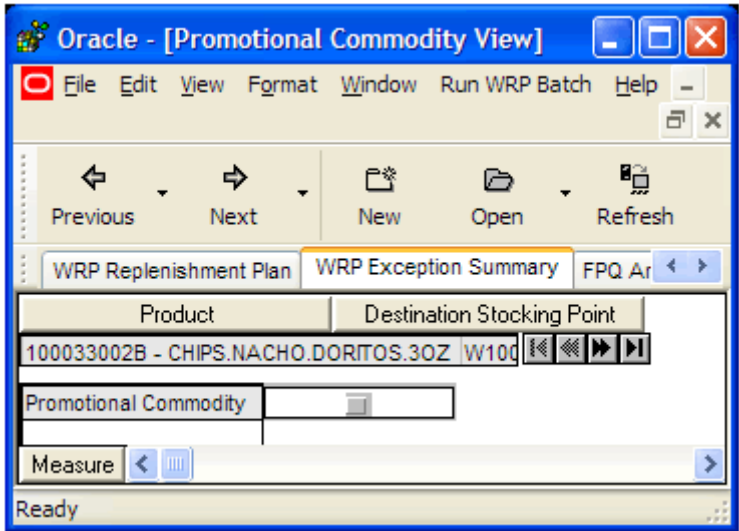 Oracle - [Promotional Commodity View]
File Edit View Format Window Run WRP Batch Help
Previous Next New Open Refresh
WRP Replenishment Plan WRP Exception Summary FPQ Ar
Product Destination Stocking Point
100033002B - CHIPS.NACHO.DORITOS.3OZ W100
Promotional Commodity
Measure
Ready